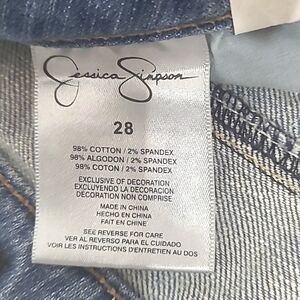 Jessica Simpson
28
98% COTTON / 2% SPANDEX
98% ALGODON / 2% SPANDEX
98% COTON / 2% SPANDEX
EXCLUSIVE OF DECORATION
EXCLUYENDO LA DECORACION
DECORATION NON COMPRISE
MADE IN CHINA
HECHO EN CHINA
FAIT EN CHINE
SEE REVERSE FOR CARE
VER AL REVERSO PARA EL CUIDADO
VOIR LES INSTRUCTIONS D'ENTRETIEN AU DOS